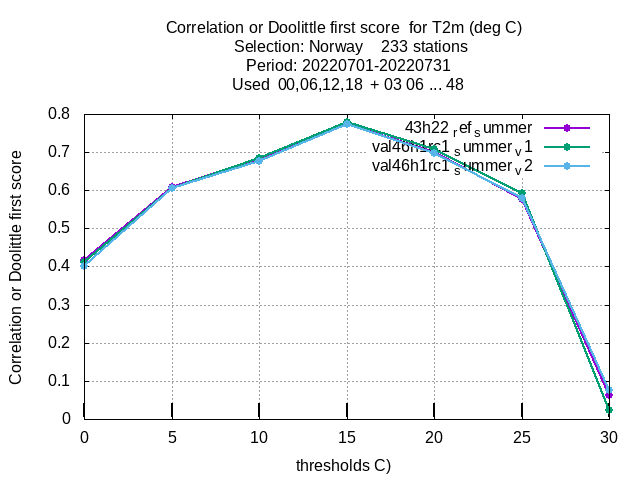 Correlation or Doolittle first score  for T2m (deg C)
Selection: Norway    233 stations
Period: 20220701-20220731
Used  00,06,12,18  + 03 06 ... 48
Correlation or Doolittle first score
0.8
0.7
0.6
0.5
0.4
0.3
0.2
0.1
0
43h22 ref summer
val46h1rc1 summer v1
val46h1rc1 summer v2
0 5 10 15 20 25 30
thresholds C)